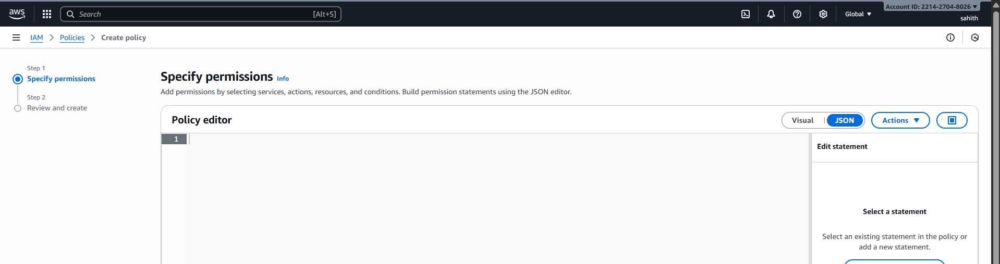 aws
Search [Alt+S]
Global
Account ID: 2214-2704-8026
sahith
IAM Policies Create policy
Step 1
Specify permissions
Step 2
Review and create
Specify permissions Info
Add permissions by selecting services, actions, resources, and conditions. Build permission statements using the JSON editor.
Policy editor
Visual JSON Actions
1
Edit statement
Select a statement
Select an existing statement in the policy or
add a new statement.